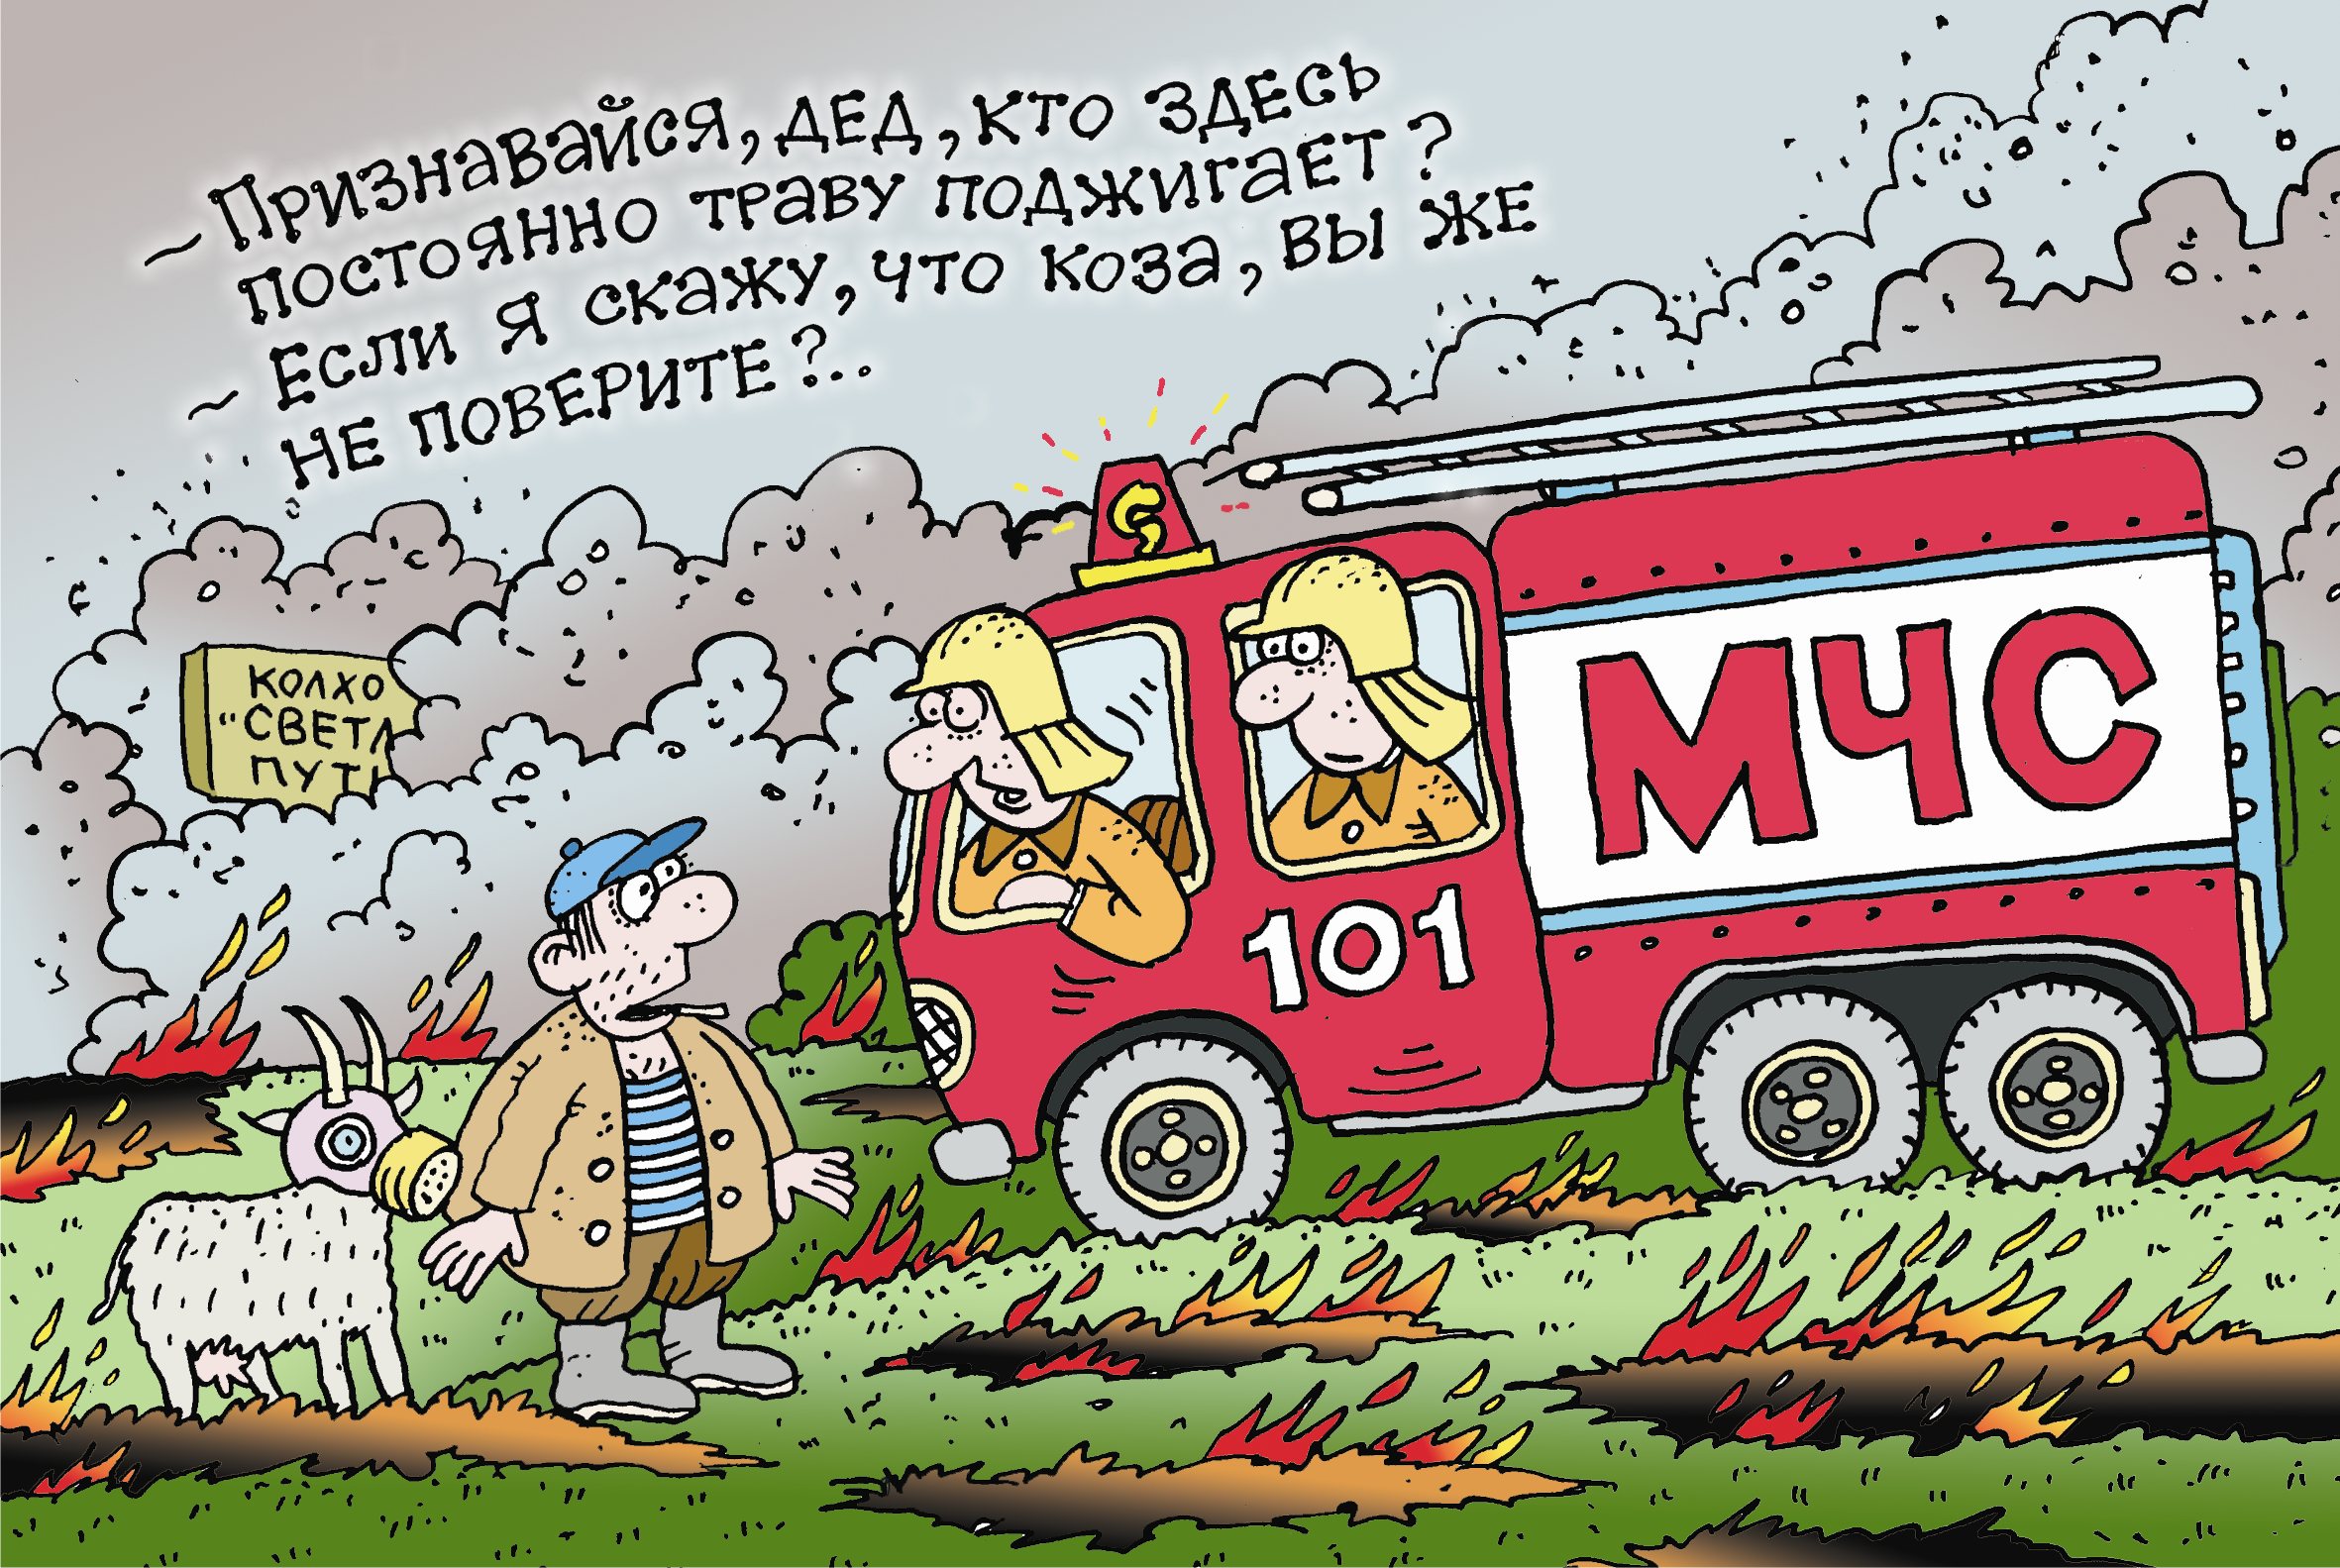 ~ Признавайся, дед, кто здесь
постоянно траву поджигает?
~ Если я скажу, что коза, вы же
не поверите?..
КОЛХО
"СВЕТЛ
ПУТ
МЧС
101